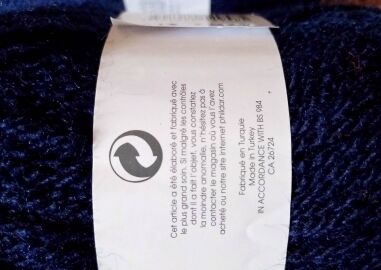 Cet article a été élaboré et fabriqué avec
le plus grand soin. Si malgré les contrôles
dont il a fait l'objet, vous constatez
la moindre anomalie, n'hésitez pas à
contacter le magasin où vous l'avez
acheté ou notre site internet phildar.com
Fabriqué en Turquie
Made in Turkey
IN ACCORDANCE WITH BS 984
CA 26724